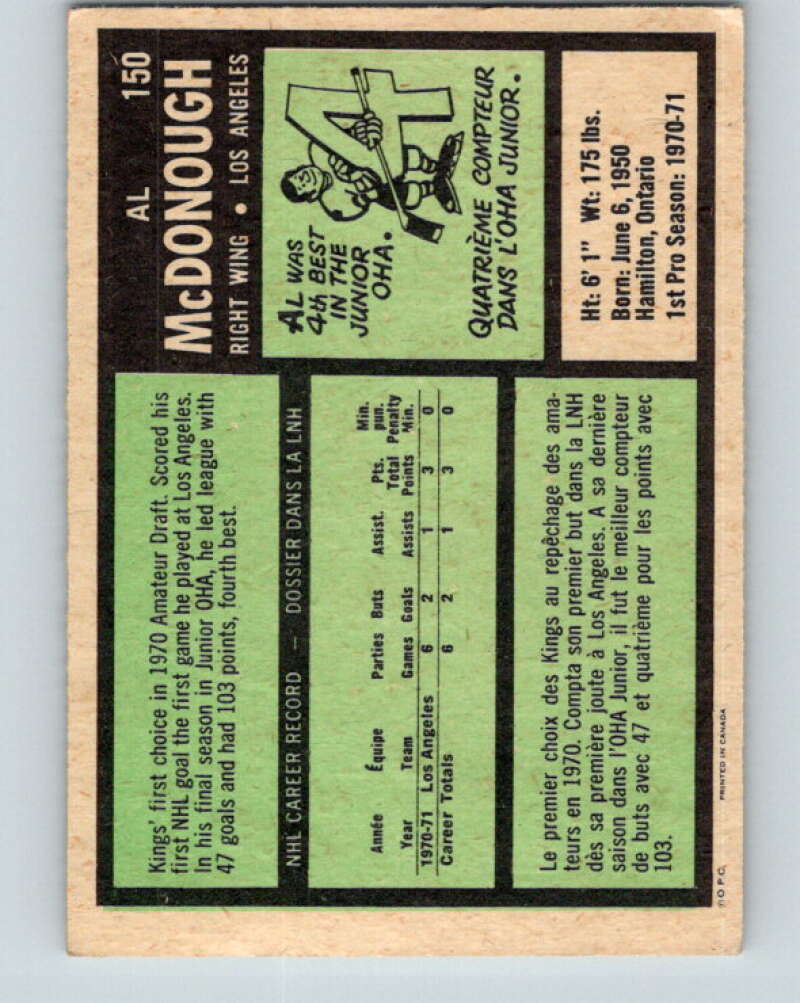 AL 150
McDONOUGH
RIGHT WING • LOS ANGELES
Kings' first choice in 1970 Amateur Draft. Scored his
first NHL goal the first game he played at Los Angeles.
In his final season in Junior OHA, he led league with
47 goals and had 103 points, fourth best.
AL WAS
4th BEST
IN THE
JUNIOR
OHA.
4
QUATRIÈME COMPTEUR
DANS L'OHA JUNIOR.
NHL CAREER RECORD — DOSSIER DANS LA LNH
Année Équipe Parties Buts Assist. Pts. Min. pun.
Year Team Games Goals Assists Total Points Penalty Min.
1970-71 Los Angeles 6 2 1 3 0
Career Totals 6 2 1 3 0
Ht: 6' 1" Wt: 175 lbs.
Born: June 6, 1950
Hamilton, Ontario
1st Pro Season: 1970-71
Le premier choix des Kings au repêchage des ama-
teurs en 1970. Compta son premier but dans la LNH
dès sa première joute à Los Angeles. A sa dernière
saison dans l'OHA Junior, il fut le meilleur compteur
de buts avec 47 et quatrième pour les points avec
103.
© O.P.C. PRINTED IN CANADA